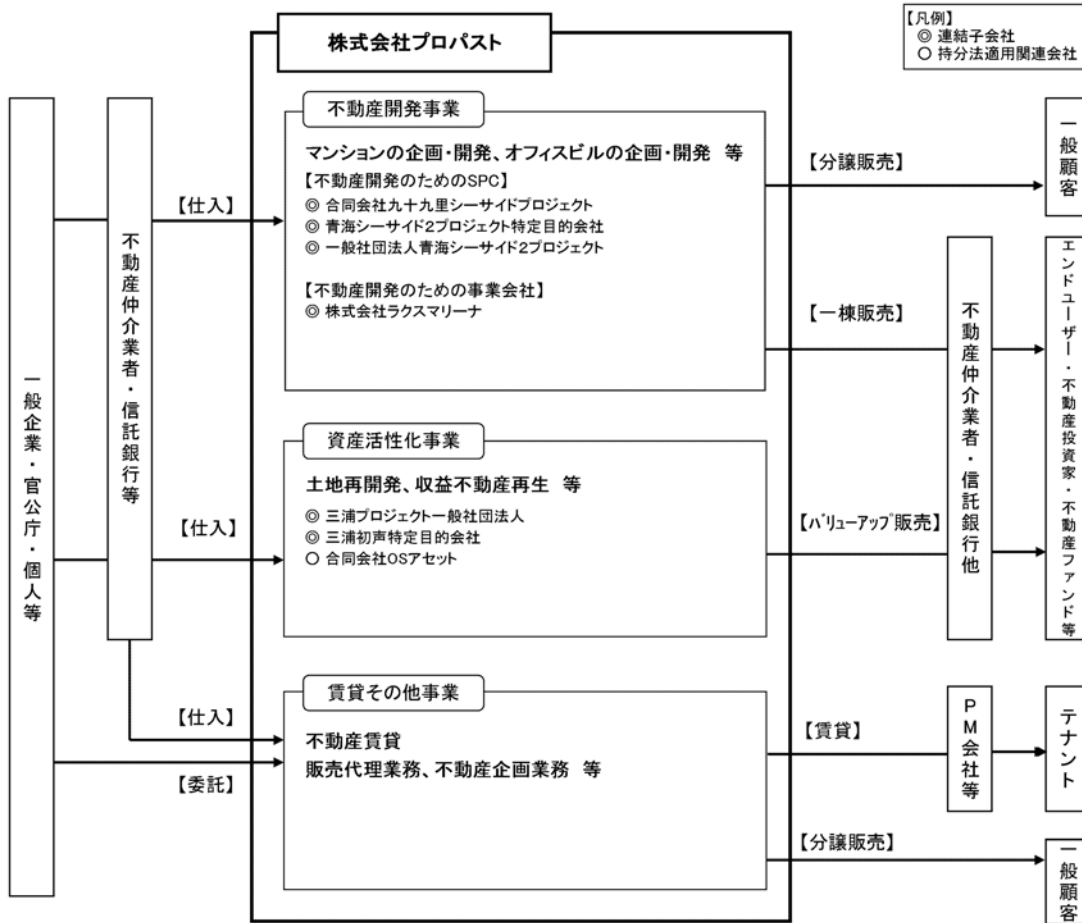 株式会社プロパスト
【凡例】
◎ 連結子会社
○ 持分法適用関連会社
一般企業・官公庁・個人等
不動産仲介業者・信託銀行等
【仕入】
不動産開発事業
マンションの企画・開発、オフィスビルの企画・開発 等
【不動産開発のためのSPC】
◎ 合同会社九十九里シーサイドプロジェクト
◎ 青海シーサイド2プロジェクト特定目的会社
◎ 一般社団法人青海シーサイド2プロジェクト
【不動産開発のための事業会社】
◎ 株式会社ラクスマリーナ
【分譲販売】
一般顧客
【一棟販売】
不動産仲介業者・信託銀行他
エンドユーザー・不動産投資家・不動産ファンド等
【仕入】
資産活性化事業
土地再開発、収益不動産再生 等
◎ 三浦プロジェクト一般社団法人
◎ 三浦初声特定目的会社
○ 合同会社OSアセット
【バリューアップ販売】
【仕入】
【委託】
賃貸その他事業
不動産賃貸
販売代理業務、不動産企画業務 等
【賃貸】
PM会社等
テナント
【分譲販売】
一般顧客